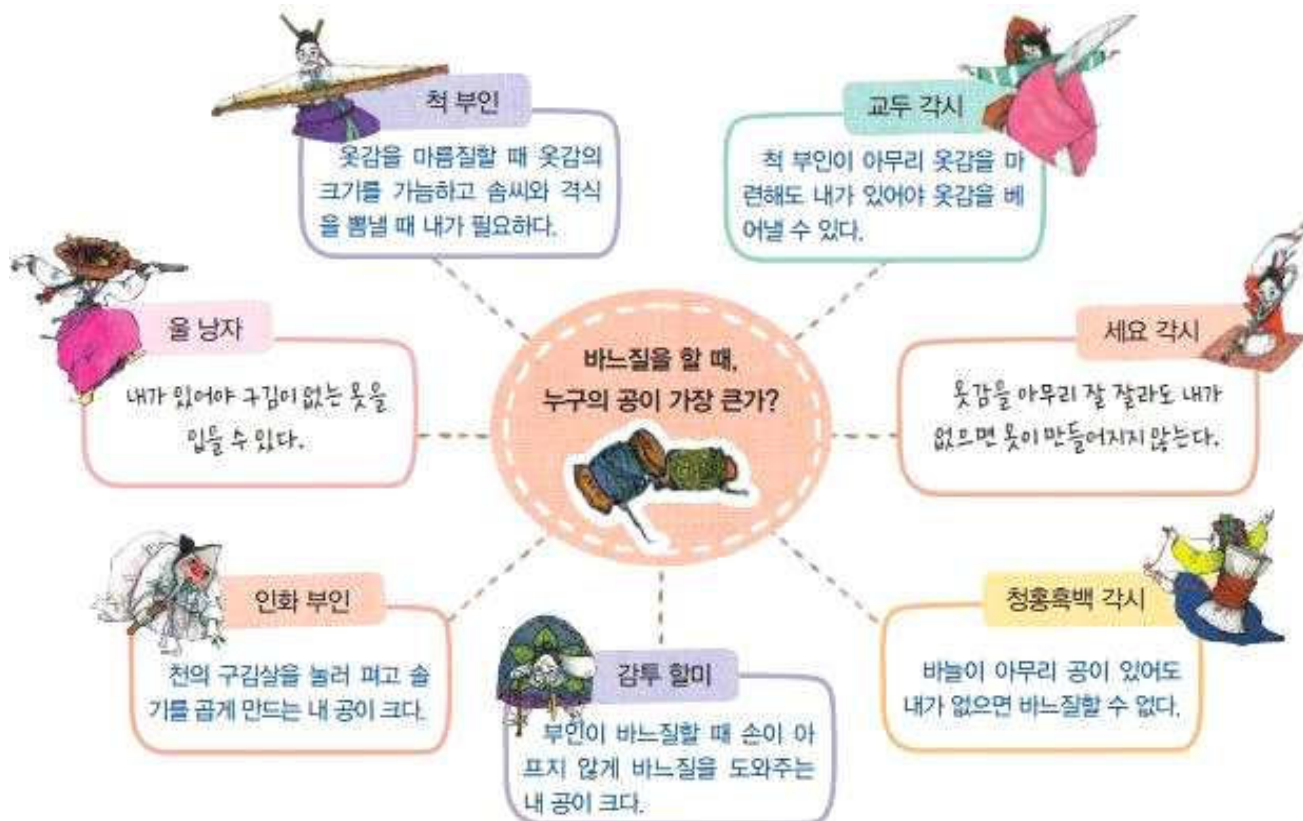 척 부인
옷감을 마름질할 때 옷감의
크기를 가늠하고 솜씨와 격식
을 뽐낼 때 내가 필요하다.
교두 각시
척 부인이 아무리 옷감을 마
련해도 내가 있어야 옷감을 베
어낼 수 있다.
울 낭자
내가 있어야 구김이 없는 옷을
입을 수 있다.
바느질을 할 때,
누구의 공이 가장 큰가?
세요 각시
옷감을 아무리 잘 잘라도 내가
없으면 옷이 만들어지지 않는다.
인화 부인
천의 구김살을 눌러 펴고 솔
기를 곱게 만드는 내 공이 크다.
감투 할미
부인이 바느질할 때 손이 아
프지 않게 바느질을 도와주는
내 공이 크다.
청홍흑백 각시
바늘이 아무리 공이 있어도
내가 없으면 바느질할 수 없다.